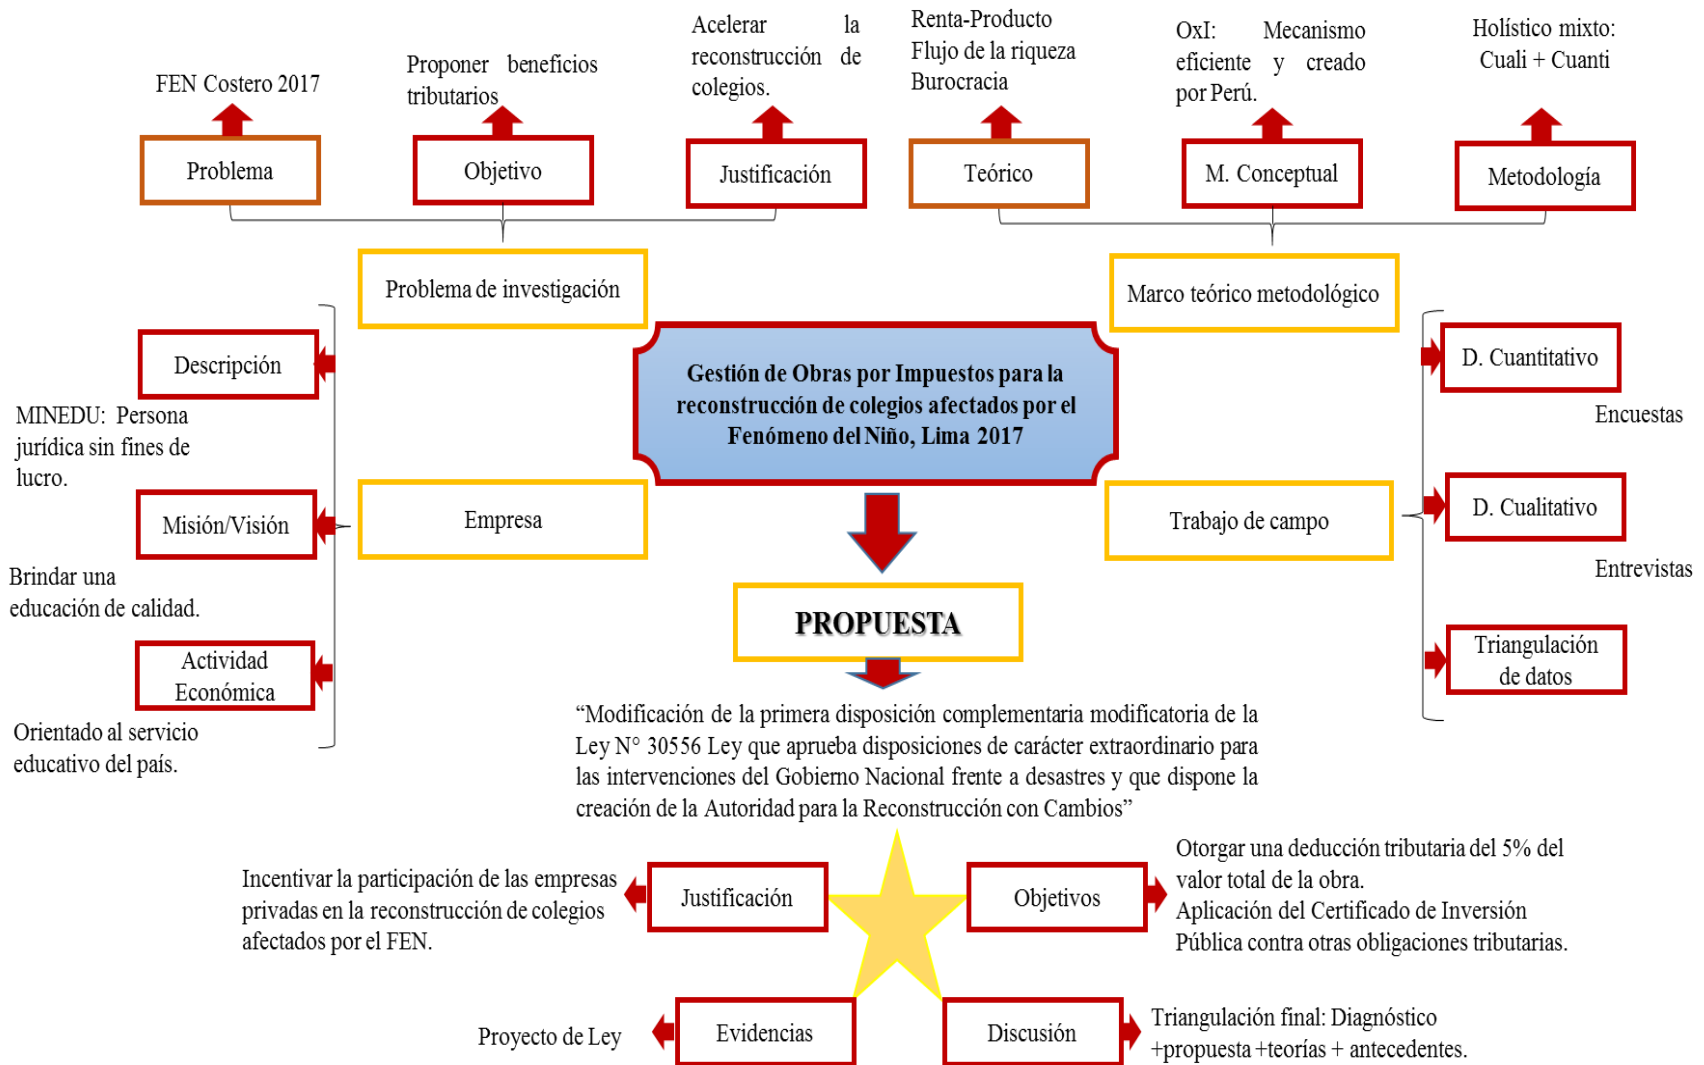 FEN Costero 2017
Proponer beneficios
tributarios
Acelerar la
reconstrucción de
colegios.
Renta-Producto
Flujo de la riqueza
Burocracia
OxI: Mecanismo
eficiente y creado
por Perú.
Holístico mixto:
Cuali + Cuanti
Problema
Objetivo
Justificación
Teórico
M. Conceptual
Metodología
Problema de investigación
Marco teórico metodológico
Descripción
MINEDU: Persona
jurídica sin fines de
lucro.
Misión/Visión
Brindar una
educación de calidad.
Actividad
Económica
Orientado al servicio
educativo del país.
Empresa
Gestión de Obras por Impuestos para la
reconstrucción de colegios afectados por el
Fenómeno del Niño, Lima 2017
Trabajo de campo
D. Cuantitativo
Encuestas
D. Cualitativo
Entrevistas
Triangulación
de datos
PROPUESTA
“Modificación de la primera disposición complementaria modificatoria de la
Ley N° 30556 Ley que aprueba disposiciones de carácter extraordinario para
las intervenciones del Gobierno Nacional frente a desastres y que dispone la
creación de la Autoridad para la Reconstrucción con Cambios”
Incentivar la participación de las empresas
privadas en la reconstrucción de colegios
afectados por el FEN.
Justificación
Objetivos
Otorgar una deducción tributaria del 5% del
valor total de la obra.
Aplicación del Certificado de Inversión
Pública contra otras obligaciones tributarias.
Proyecto de Ley
Evidencias
Discusión
Triangulación final: Diagnóstico
+propuesta +teorías + antecedentes.